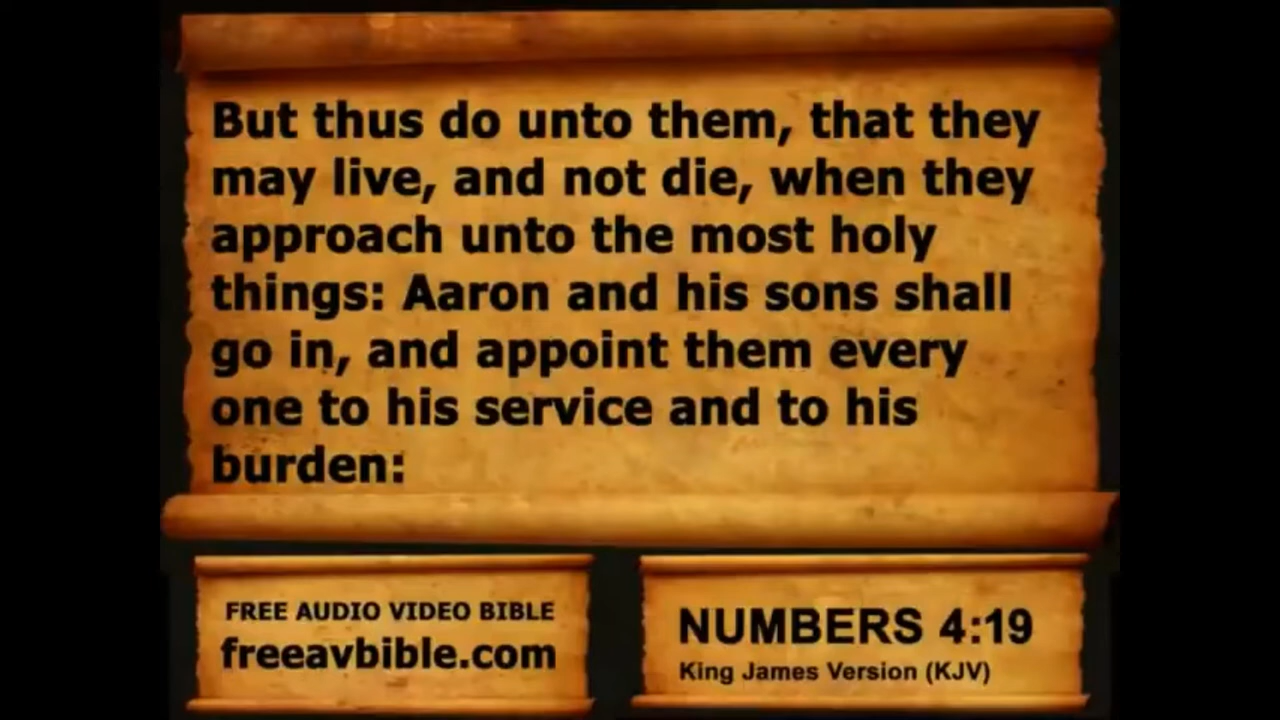 But thus do unto them, that they
may live, and not die, when they
approach unto the most holy
things: Aaron and his sons shall
go in, and appoint them every
one to his service and to his
burden:
FREE AUDIO VIDEO BIBLE
freeavbible.com
NUMBERS 4:19
King James Version (KJV)